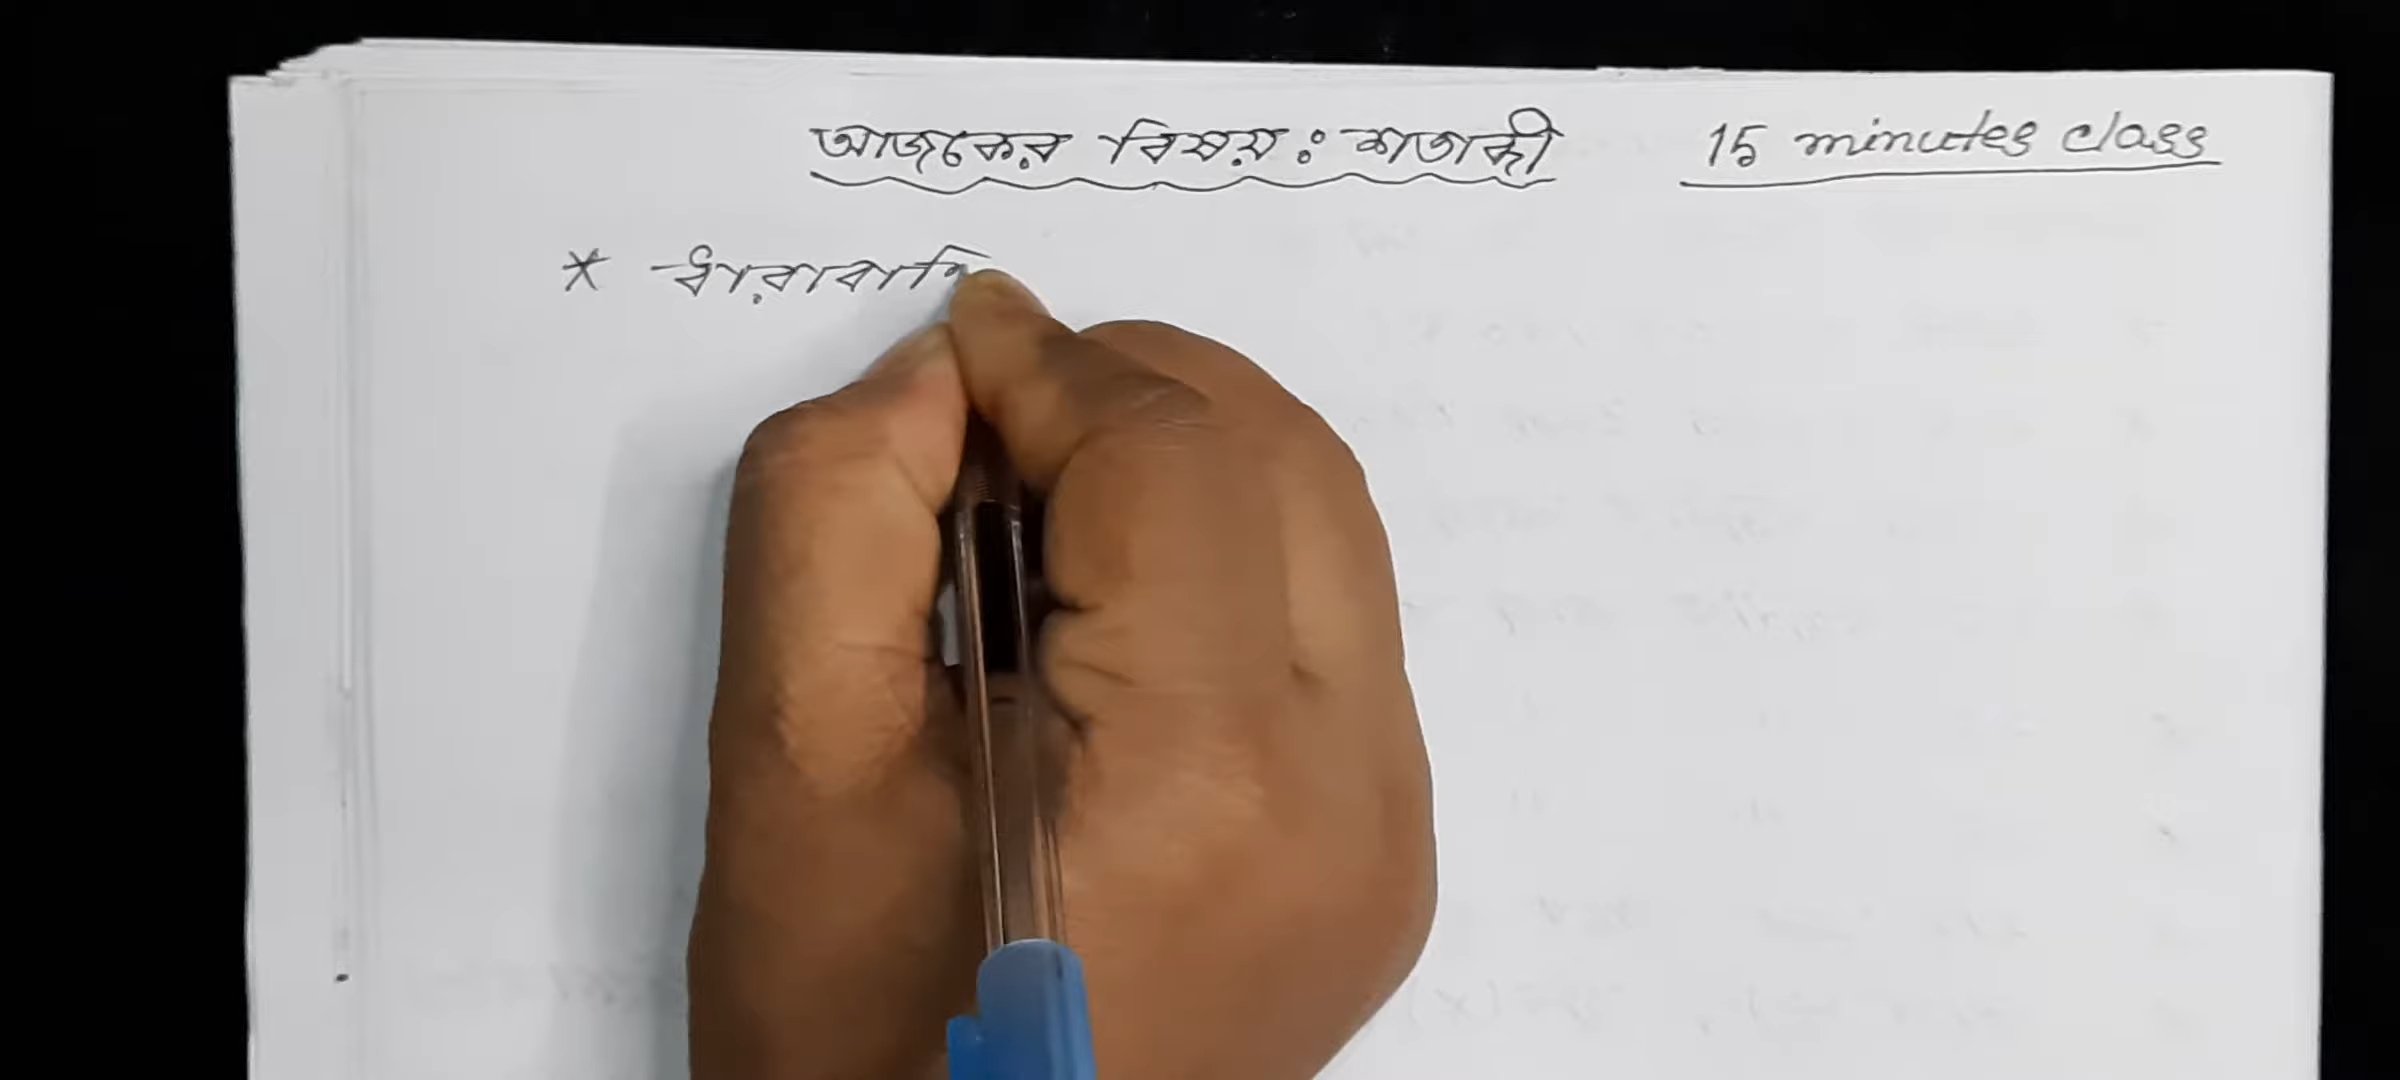 আজকের বিষয় : শতাব্দী 15 minutes class
* ধারাবাহি